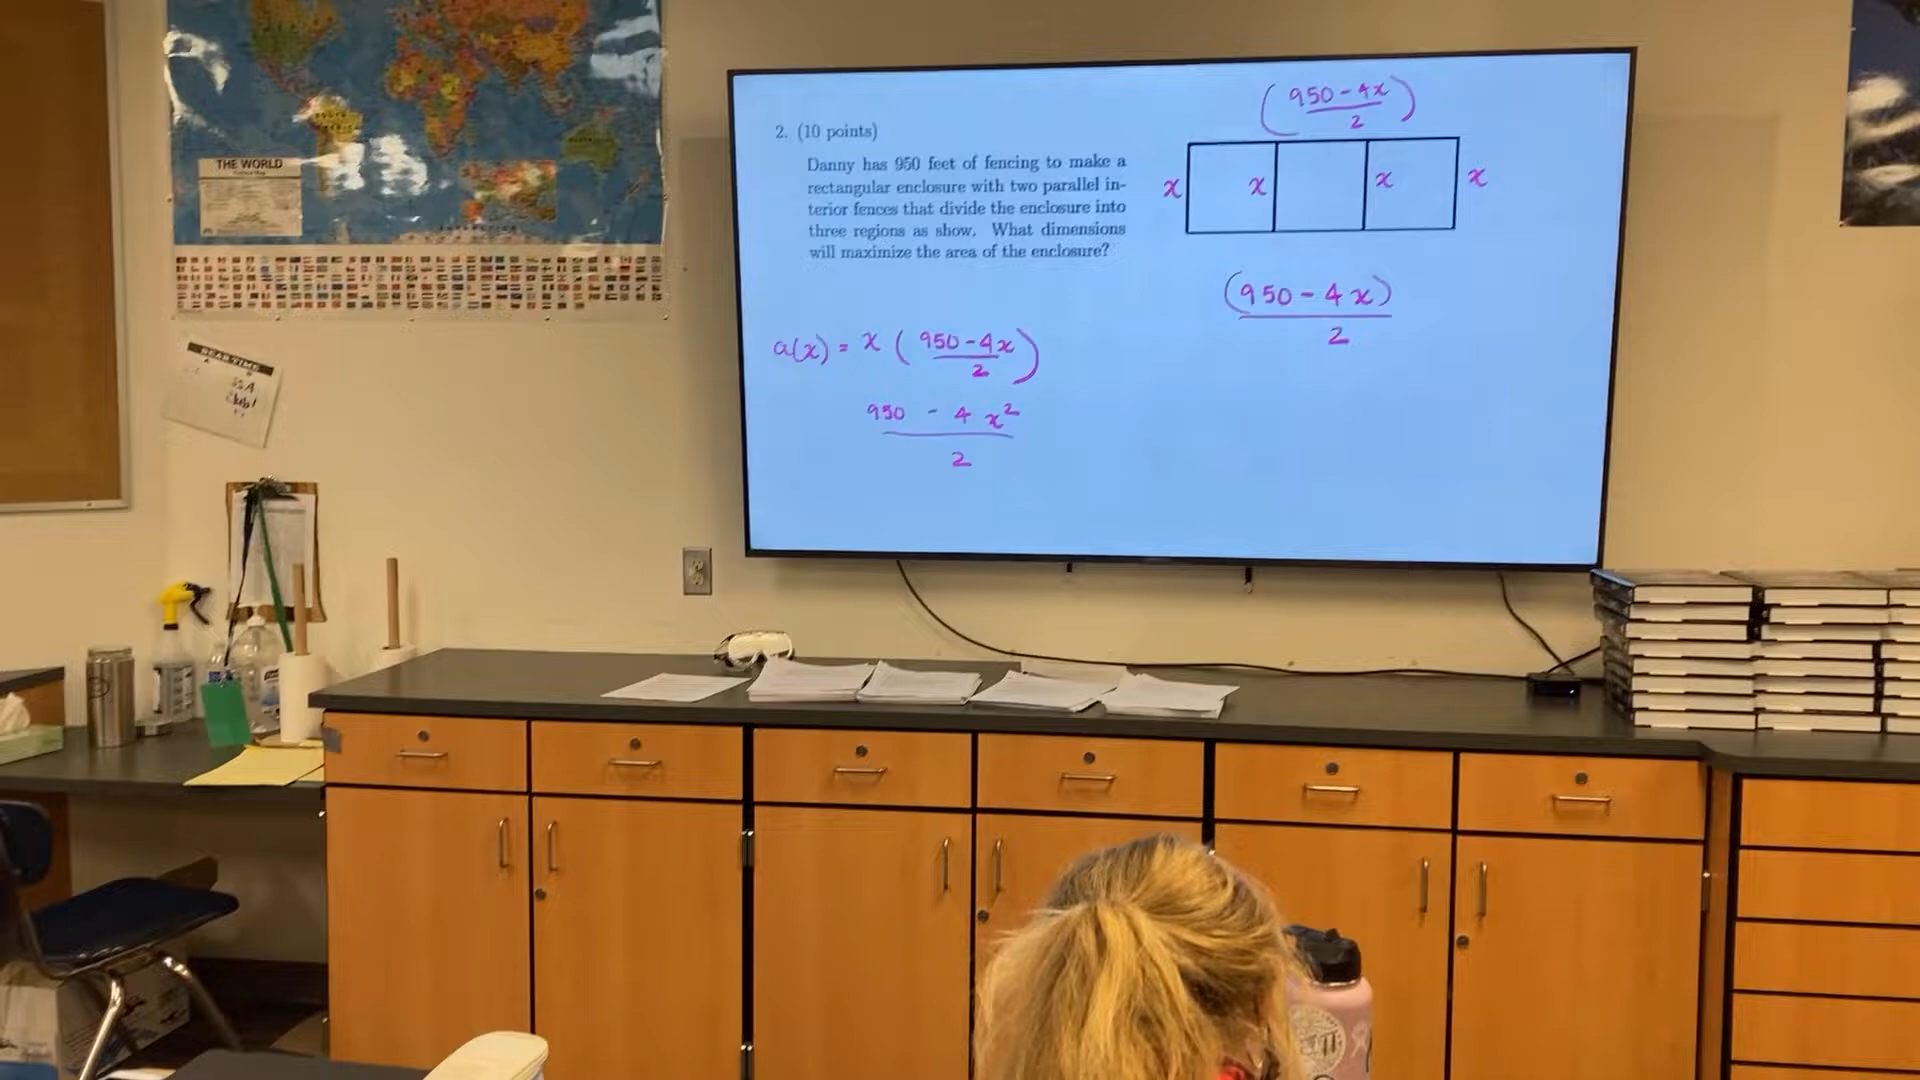 THE WORLD
2. (10 points)
Danny has 950 feet of fencing to make a
rectangular enclosure with two parallel in-
terior fences that divide the enclosure into
three regions as show. What dimensions
will maximize the area of the enclosure?
(950 - 4x)
2
x x x x
(950 - 4x)
2
a(x) = x (950 - 4x)
2
950 - 4 x²
2